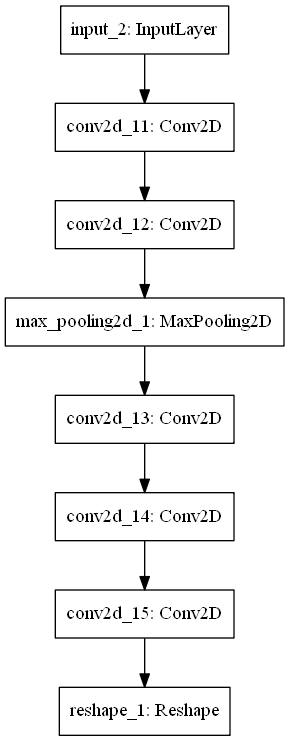 input_2: InputLayer
conv2d_11: Conv2D
conv2d_12: Conv2D
max_pooling2d_1: MaxPooling2D
conv2d_13: Conv2D
conv2d_14: Conv2D
conv2d_15: Conv2D
reshape_1: Reshape